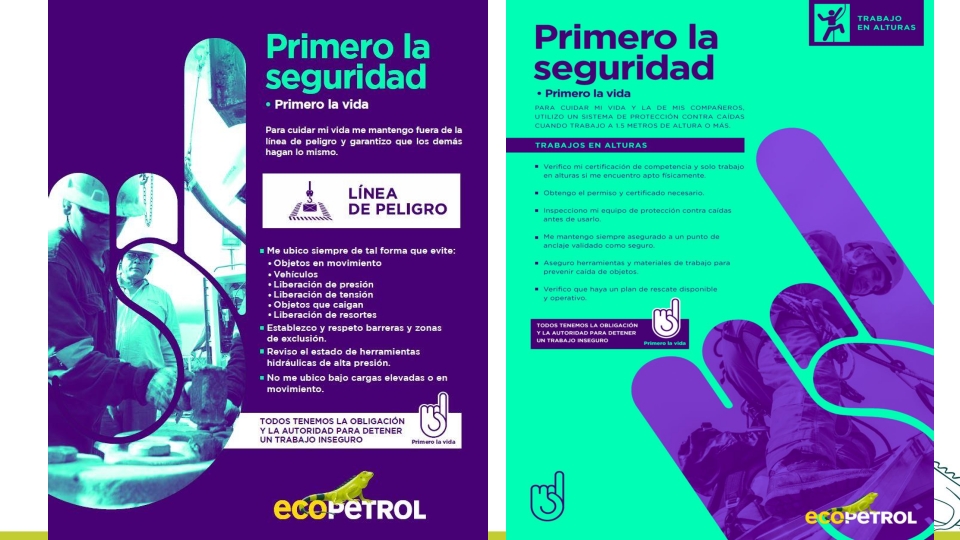 Primero la
seguridad
• Primero la vida
Para cuidar mi vida me mantengo fuera de la
línea de peligro y garantizo que los demás
hagan lo mismo.
LÍNEA
DE PELIGRO
Me ubico siempre de tal forma que evite:
• Objetos en movimiento
• Vehículos
• Liberación de presión
• Liberación de tensión
• Objetos que caigan
• Liberación de resortes
Establezco y respeto barreras y zonas
de exclusión.
Reviso el estado de herramientas
hidráulicas de alta presión.
No me ubico bajo cargas elevadas o en
movimiento.
TODOS TENEMOS LA OBLIGACIÓN
Y LA AUTORIDAD PARA DETENER
UN TRABAJO INSEGURO
Primero la vida
ecopetrol
TRABAJO
EN ALTURAS
Primero la
seguridad
• Primero la vida
PARA CUIDAR MI VIDA Y LA DE MIS COMPAÑEROS,
UTILIZO UN SISTEMA DE PROTECCIÓN CONTRA CAÍDAS
CUANDO TRABAJO A 1.5 METROS DE ALTURA O MÁS.
TRABAJOS EN ALTURAS
Verifico mi certificación de competencia y solo trabajo
en alturas si me encuentro apto físicamente.
Obtengo el permiso y certificado necesario.
Inspecciono mi equipo de protección contra caídas
antes de usarlo.
Me mantengo siempre asegurado a un punto de
anclaje validado como seguro.
Aseguro herramientas y materiales de trabajo para
prevenir caída de objetos.
Verifico que haya un plan de rescate disponible
y operativo.
TODOS TENEMOS LA OBLIGACIÓN
Y LA AUTORIDAD PARA DETENER
UN TRABAJO INSEGURO
Primero la vida
ecopetrol